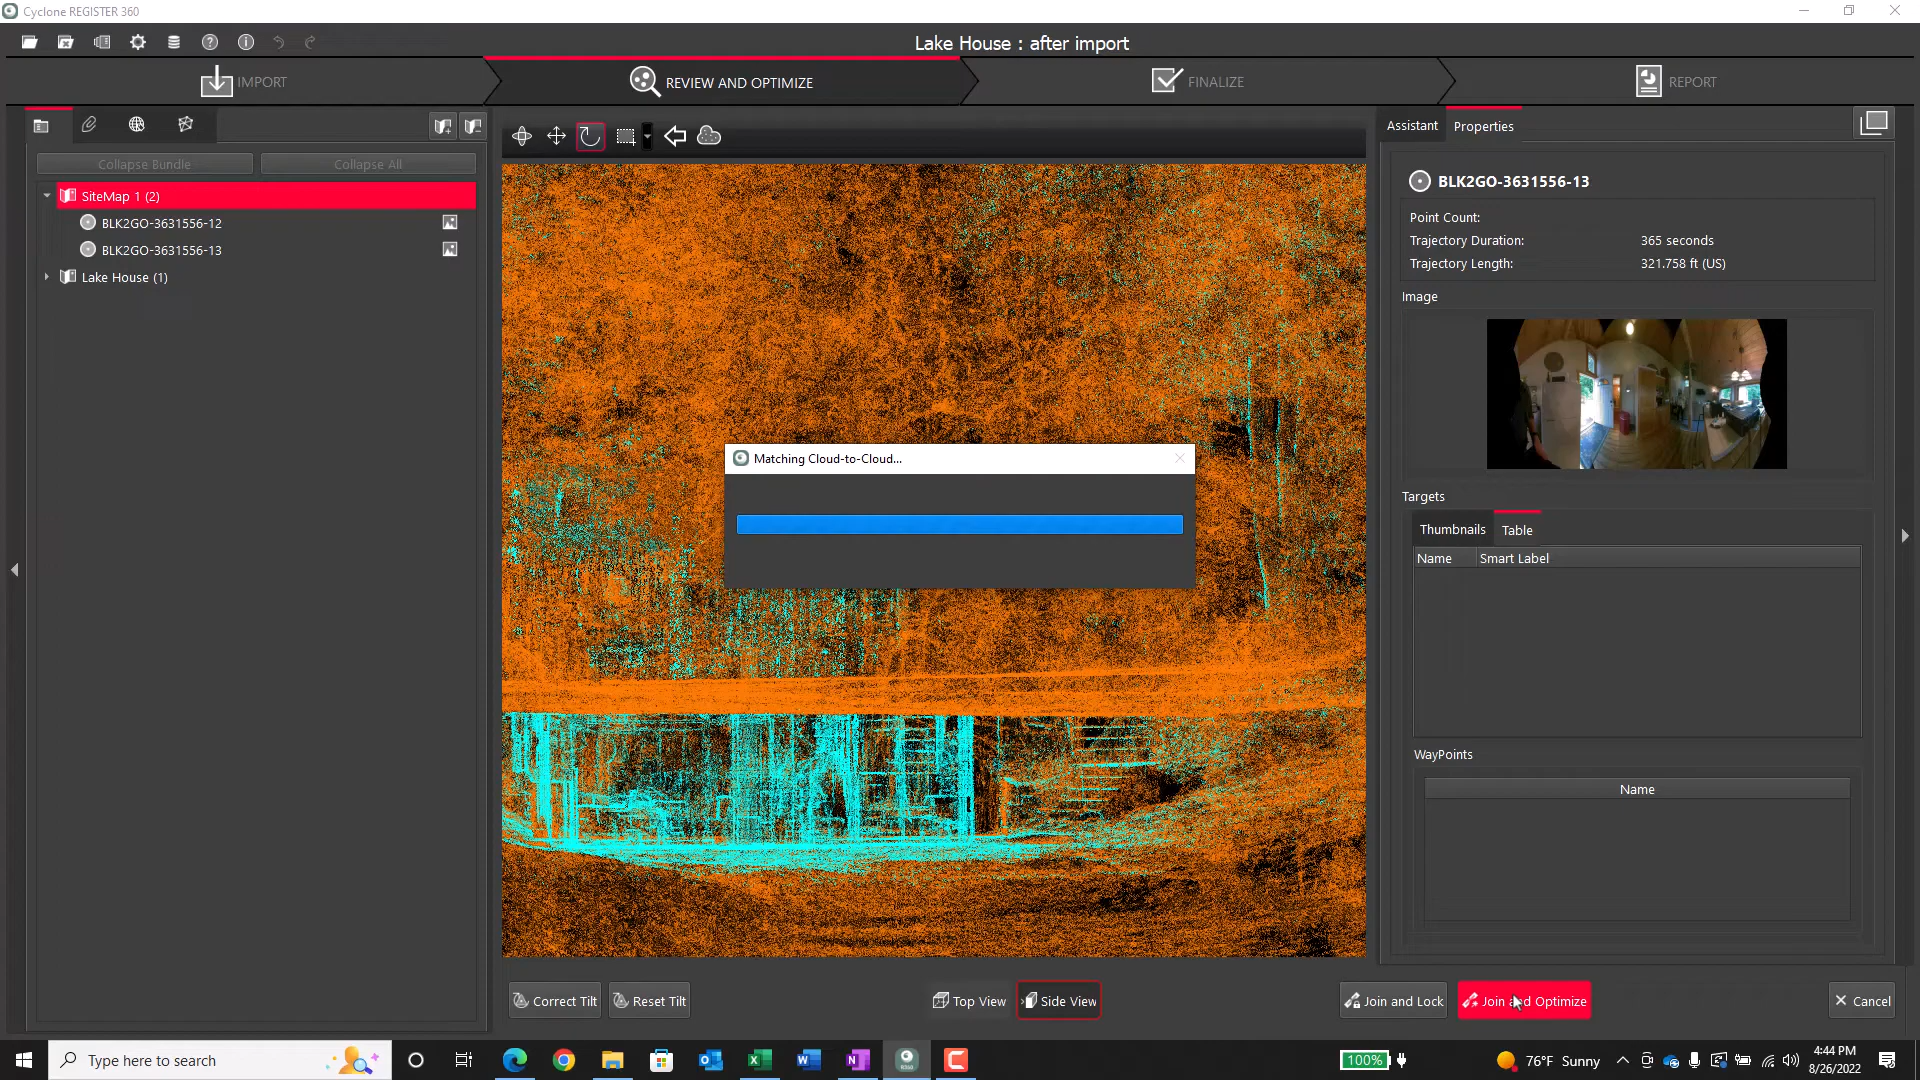 Cyclone REGISTER 360
Lake House : after import
IMPORT
REVIEW AND OPTIMIZE
FINALIZE
REPORT
Collapse Bundle
Collapse All
SiteMap 1 (2)
BLK2GO-3631556-12
BLK2GO-3631556-13
Lake House (1)
Matching Cloud-to-Cloud...
Assistant
Properties
BLK2GO-3631556-13
Point Count:
Trajectory Duration: 365 seconds
Trajectory Length: 321.758 ft (US)
Image
Targets
Thumbnails
Table
Name
Smart Label
WayPoints
Name
Correct Tilt
Reset Tilt
Top View
Side View
Join and Lock
Join and Optimize
Cancel
Type here to search
100%
76°F Sunny
4:44 PM
8/26/2022